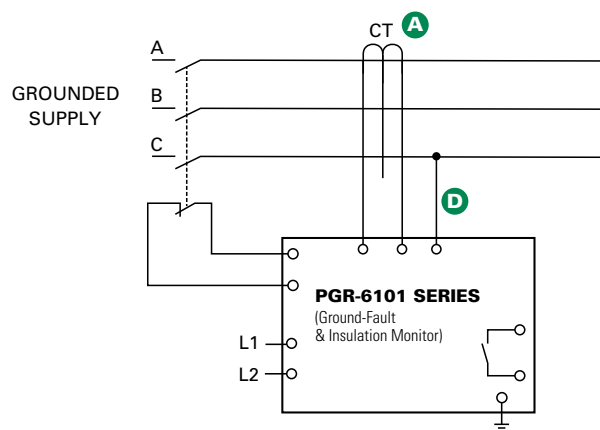 CT A
A
GROUNDED
SUPPLY
B
C
D
PGR-6101 SERIES
(Ground-Fault
& Insulation Monitor)
L1
L2